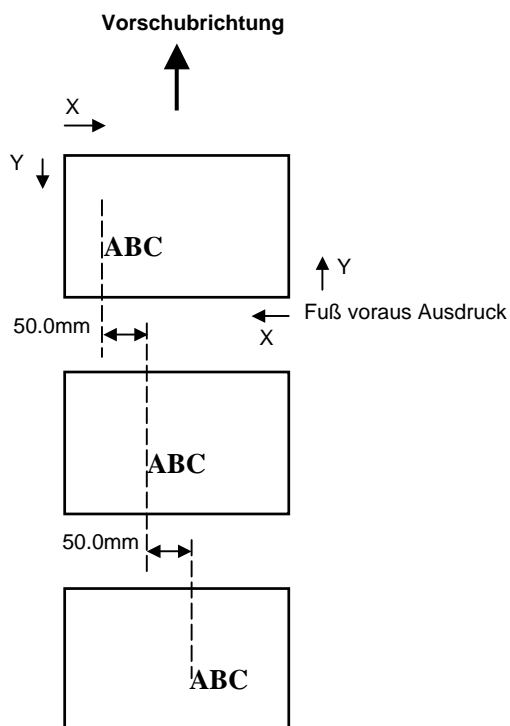 Vorschubrichtung
X
Y
ABC
Y
Fuß voraus Ausdruck
X
50.0mm
ABC
50.0mm
ABC